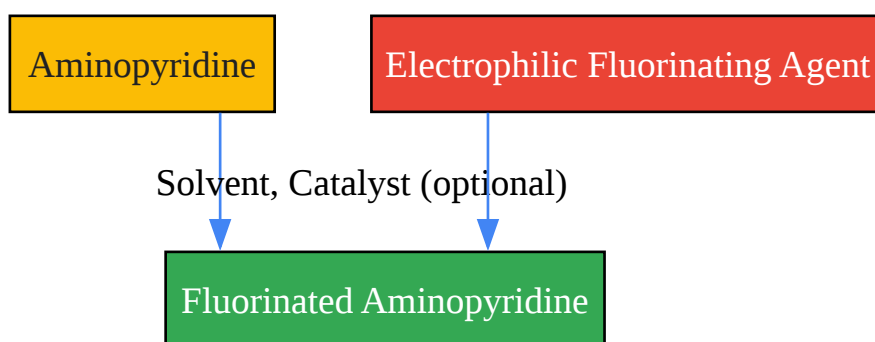 Aminopyridine
Electrophilic Fluorinating Agent
Solvent, Catalyst (optional)
Fluorinated Aminopyridine